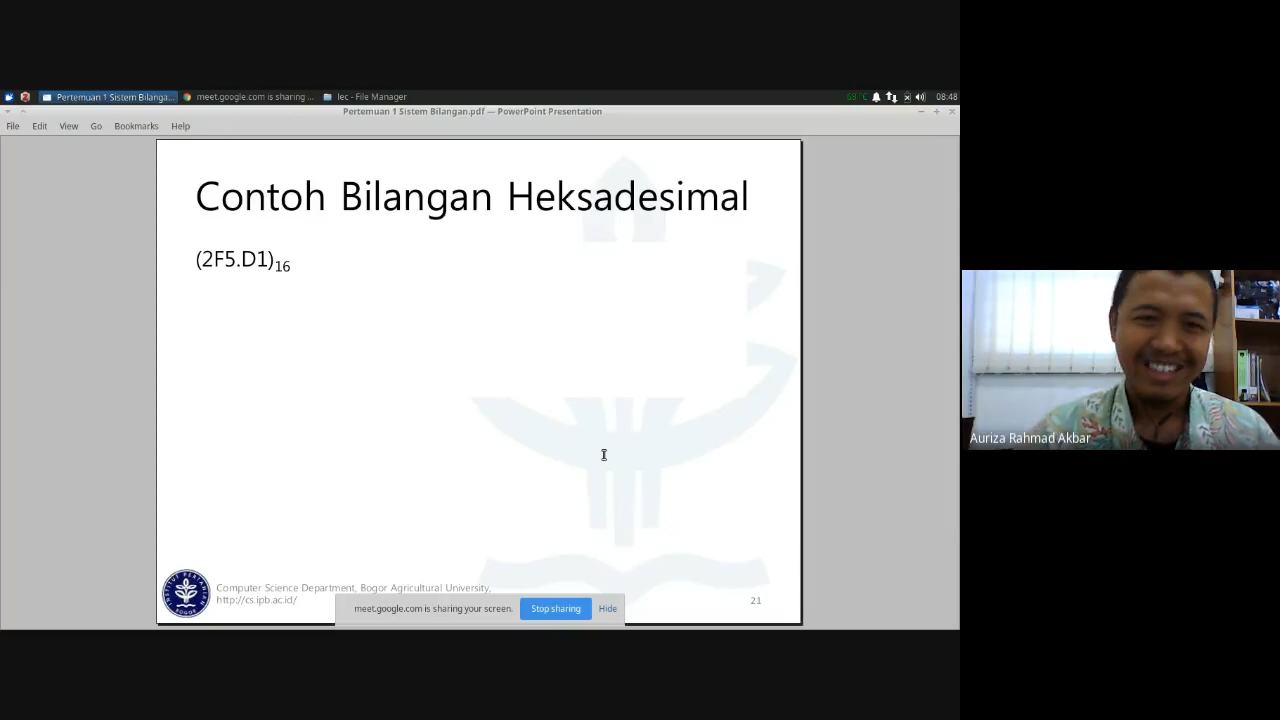 Pertemuan 1 Sistem Bilanga...
meet.google.com is sharing ...
lec - File Manager
08:48
Pertemuan 1 Sistem Bilangan.pdf — PowerPoint Presentation
File Edit View Go Bookmarks Help
Contoh Bilangan Heksadesimal
(2F5.D1)16
Computer Science Department, Bogor Agricultural University,
http://cs.ipb.ac.id/
21
meet.google.com is sharing your screen. Stop sharing Hide
Auriza Rahmad Akbar